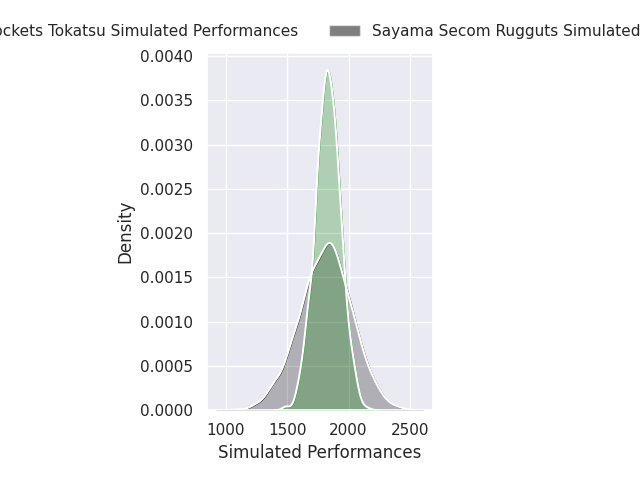 Tokatsu Simulated Performances
Sayama Secom Rugguts Simulated
0.0040
0.0035
0.0030
0.0025
0.0020
0.0015
0.0010
0.0005
0.0000
Density
1000 1500 2000 2500
Simulated Performances